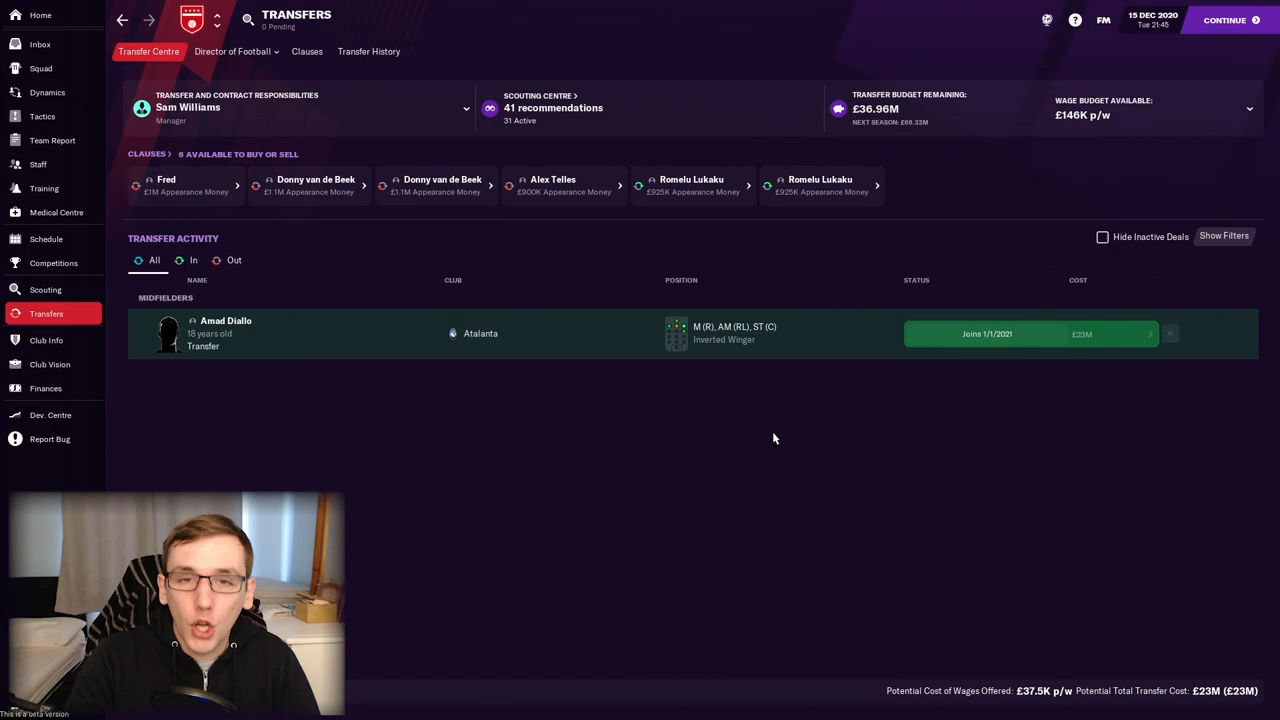 Home
TRANSFERS
0 Pending
FM
15 DEC 2020
Tue 21:45
CONTINUE
Inbox
Squad
Dynamics
Tactics
Team Report
Staff
Training
Medical Centre
Schedule
Competitions
Scouting
Transfers
Club Info
Club Vision
Finances
Dev. Centre
Report Bug
Transfer Centre
Director of Football
Clauses
Transfer History
TRANSFER AND CONTRACT RESPONSIBILITIES
Sam Williams
Manager
SCOUTING CENTRE >
41 recommendations
31 Active
TRANSFER BUDGET REMAINING:
£36.96M
NEXT SEASON: £66.33M
WAGE BUDGET AVAILABLE:
£146K p/w
CLAUSES > 6 AVAILABLE TO BUY OR SELL
Fred
£1M Appearance Money
Donny van de Beek
£1.1M Appearance Money
Donny van de Beek
£1.1M Appearance Money
Alex Telles
£900K Appearance Money
Romelu Lukaku
£925K Appearance Money
Romelu Lukaku
£925K Appearance Money
TRANSFER ACTIVITY
Hide Inactive Deals
Show Filters
All
In
Out
NAME
CLUB
POSITION
STATUS
COST
MIDFIELDERS
Amad Diallo
18 years old
Transfer
Atalanta
M (R), AM (RL), ST (C)
Inverted Winger
Joins 1/1/2021
£23M
Potential Cost of Wages Offered: £37.5K p/w Potential Total Transfer Cost: £23M (£23M)
This is a beta version